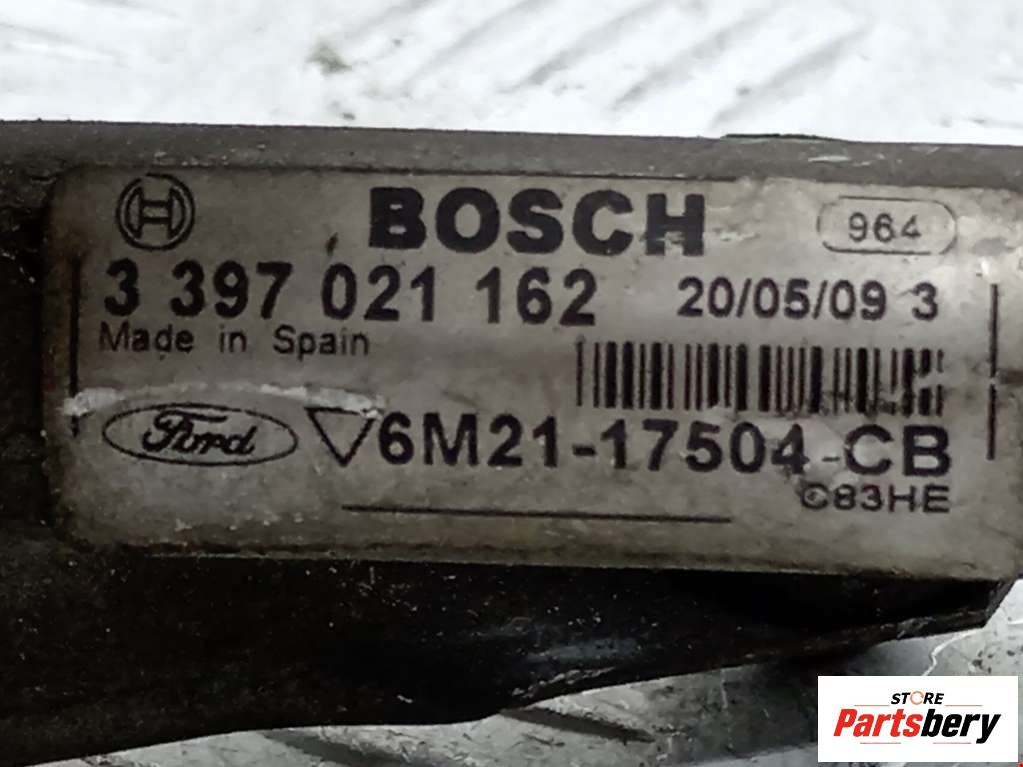 BOSCH 964
3 397 021 162 20/05/09 3
Made in Spain
Ford 6M21-17504-CB
C83HE
STORE
Partsbery